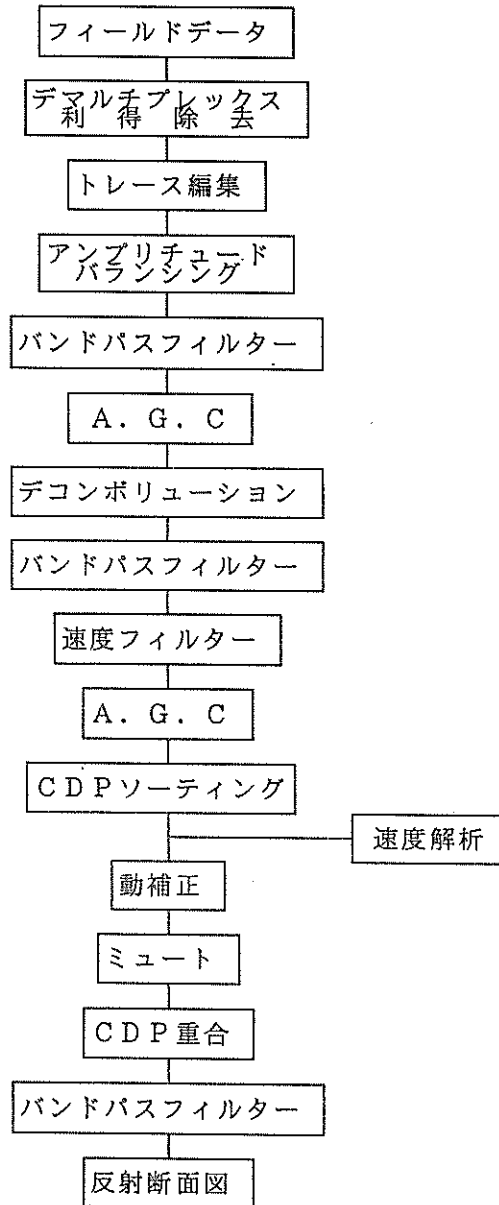 フィールドデータ
デマルチプレックス
利 得 除 去
トレース編集
アンプリチュード
バランシング
バンドパスフィルター
A.G.C
デコンボリューション
バンドパスフィルター
速度フィルター
A.G.C
CDPソーティング
速度解析
動補正
ミュート
CDP重合
バンドパスフィルター
反射断面図